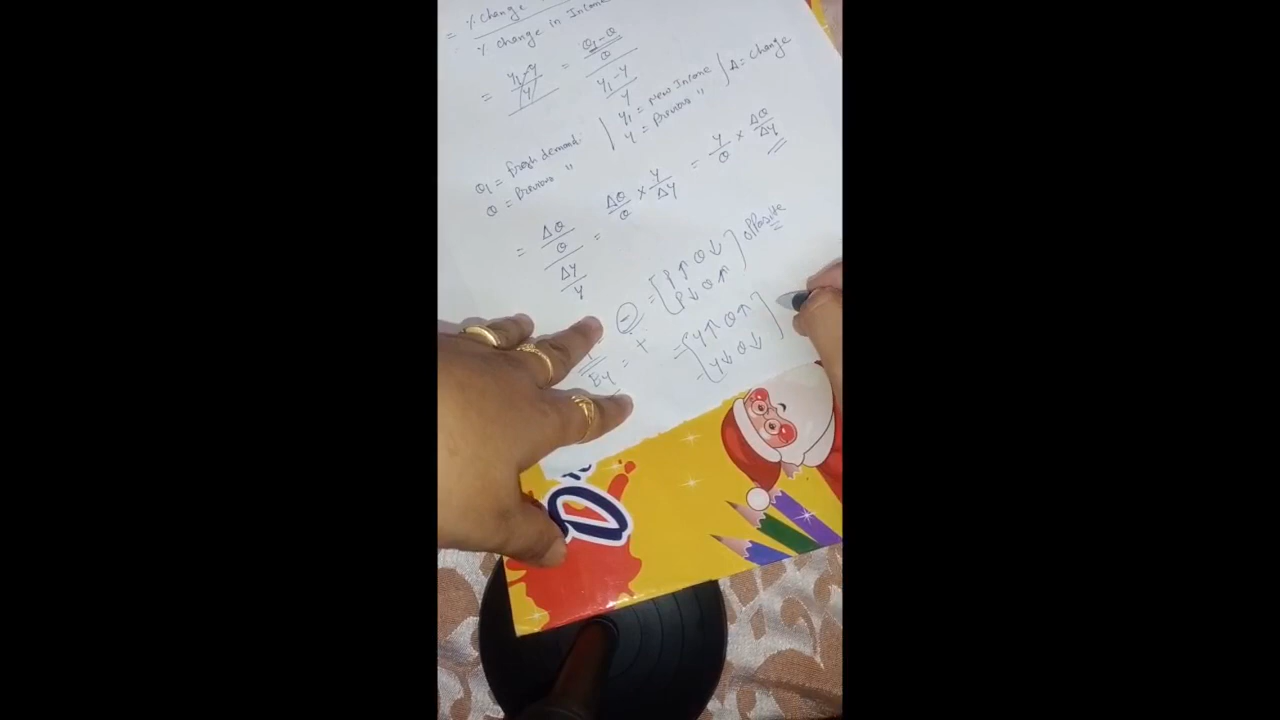 % Change
= % Change in Income
= Y₁-Y / Y = Q₁-Q / Q / Y₁-Y / Y
Q₁ = fresh demand. | Y₁ = New Income | Δ = Change
Q = Previous " | Y = Previous "
= ΔQ / Q / ΔY / Y = ΔQ / Q × Y / ΔY = Y / Q × ΔQ / ΔY
- = [P↑ Q↓
P↓ Q↑] opposite
Ey = + = [Y↑ Q↑
= Y↓ Q↓]